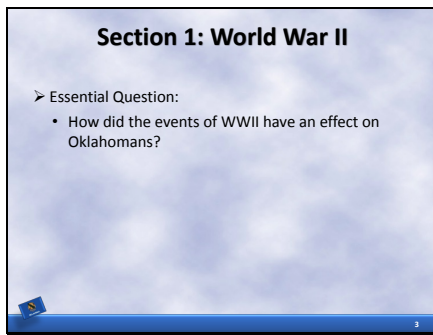 Section 1: World War II
➢ Essential Question:
• How did the events of WWII have an effect on
Oklahomans?
3